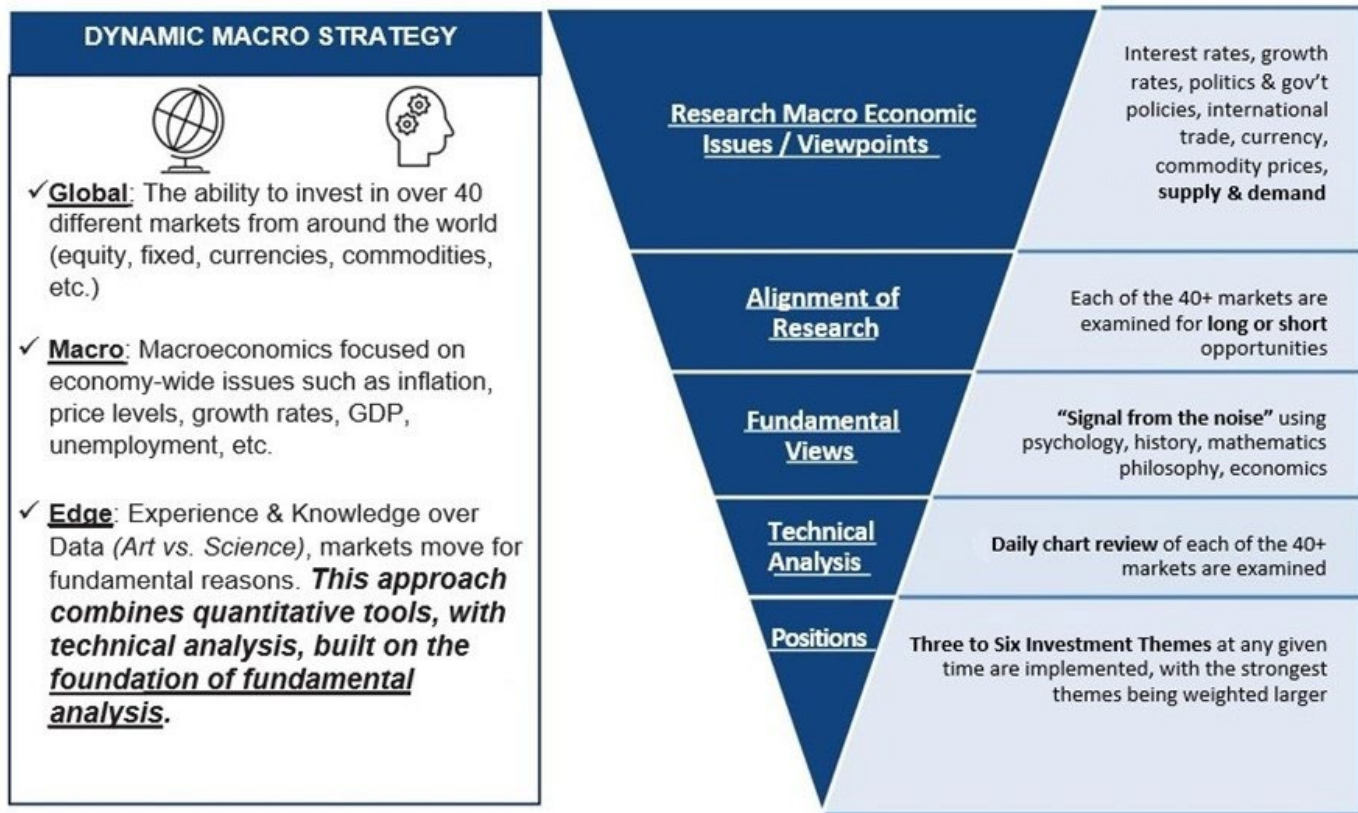 DYNAMIC MACRO STRATEGY
✓ Global: The ability to invest in over 40
different markets from around the world
(equity, fixed, currencies, commodities,
etc.)
✓ Macro: Macroeconomics focused on
economy-wide issues such as inflation,
price levels, growth rates, GDP,
unemployment, etc.
✓ Edge: Experience & Knowledge over
Data (Art vs. Science), markets move for
fundamental reasons. This approach
combines quantitative tools, with
technical analysis, built on the
foundation of fundamental
analysis.
Research Macro Economic
Issues / Viewpoints
Interest rates, growth
rates, politics & gov't
policies, international
trade, currency,
commodity prices,
supply & demand
Alignment of
Research
Each of the 40+ markets are
examined for long or short
opportunities
Fundamental
Views
“Signal from the noise” using
psychology, history, mathematics
philosophy, economics
Technical
Analysis
Daily chart review of each of the 40+
markets are examined
Positions
Three to Six Investment Themes at any given
time are implemented, with the strongest
themes being weighted larger